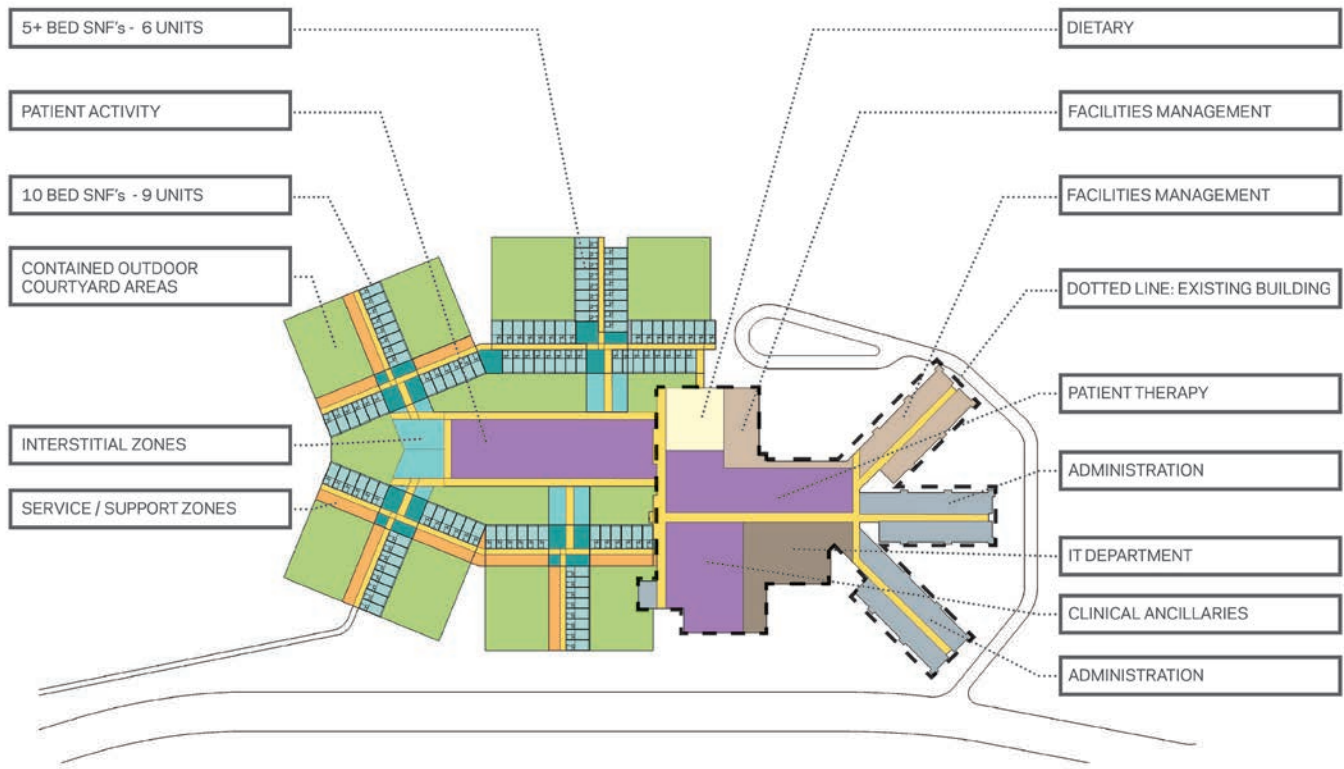 5+ BED SNF's - 6 UNITS
PATIENT ACTIVITY
10 BED SNF's - 9 UNITS
CONTAINED OUTDOOR
COURTYARD AREAS
INTERSTITIAL ZONES
SERVICE / SUPPORT ZONES
DIETARY
FACILITIES MANAGEMENT
FACILITIES MANAGEMENT
DOTTED LINE: EXISTING BUILDING
PATIENT THERAPY
ADMINISTRATION
IT DEPARTMENT
CLINICAL ANCILLARIES
ADMINISTRATION